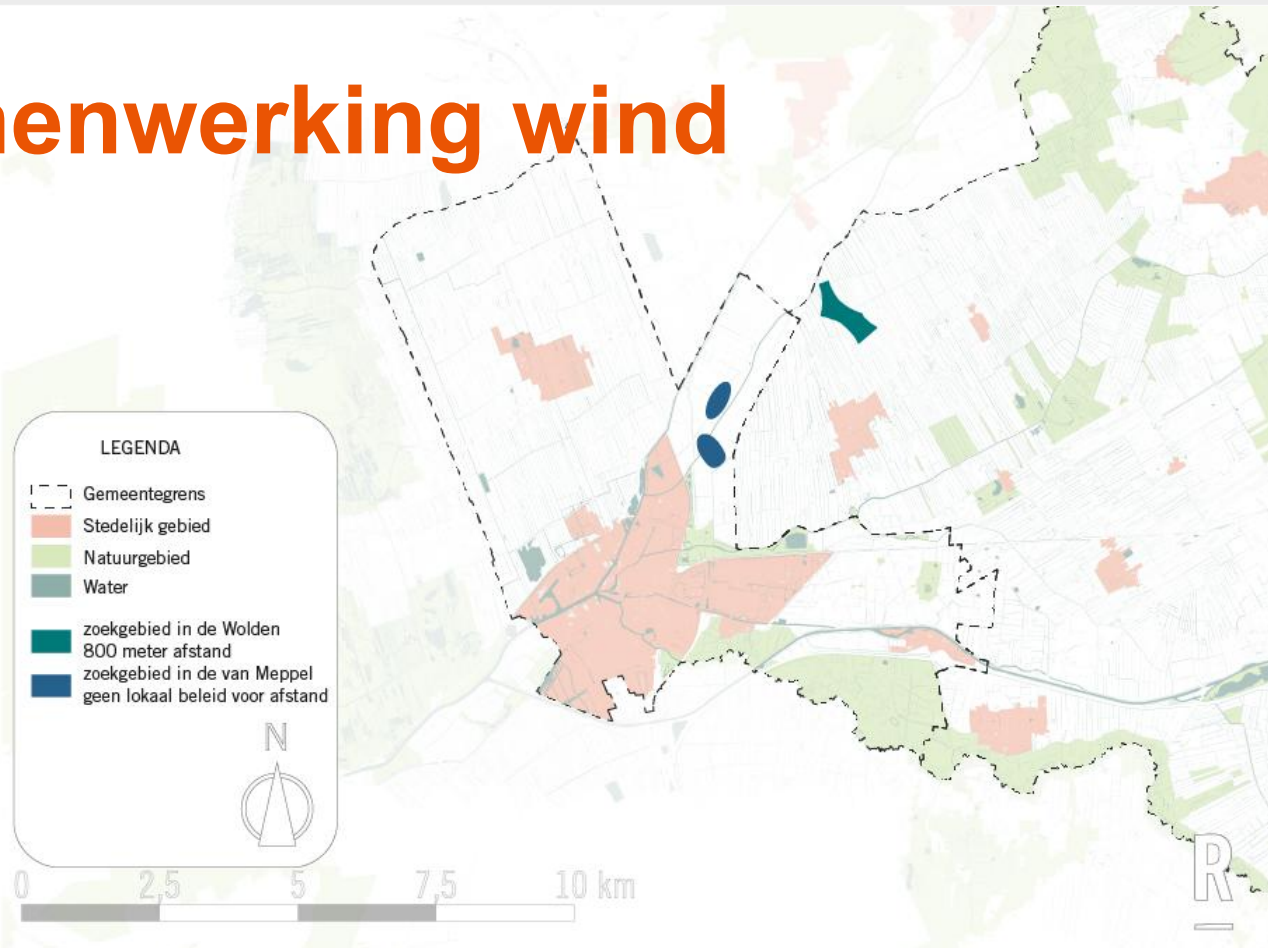 menwerking wind
LEGENDA
Gemeentegrens
Stedelijk gebied
Natuurgebied
Water
zoekgebied in de Wolden
800 meter afstand
zoekgebied in de van Meppel
geen lokaal beleid voor afstand
N
0 2,5 5 7,5 10 km
R